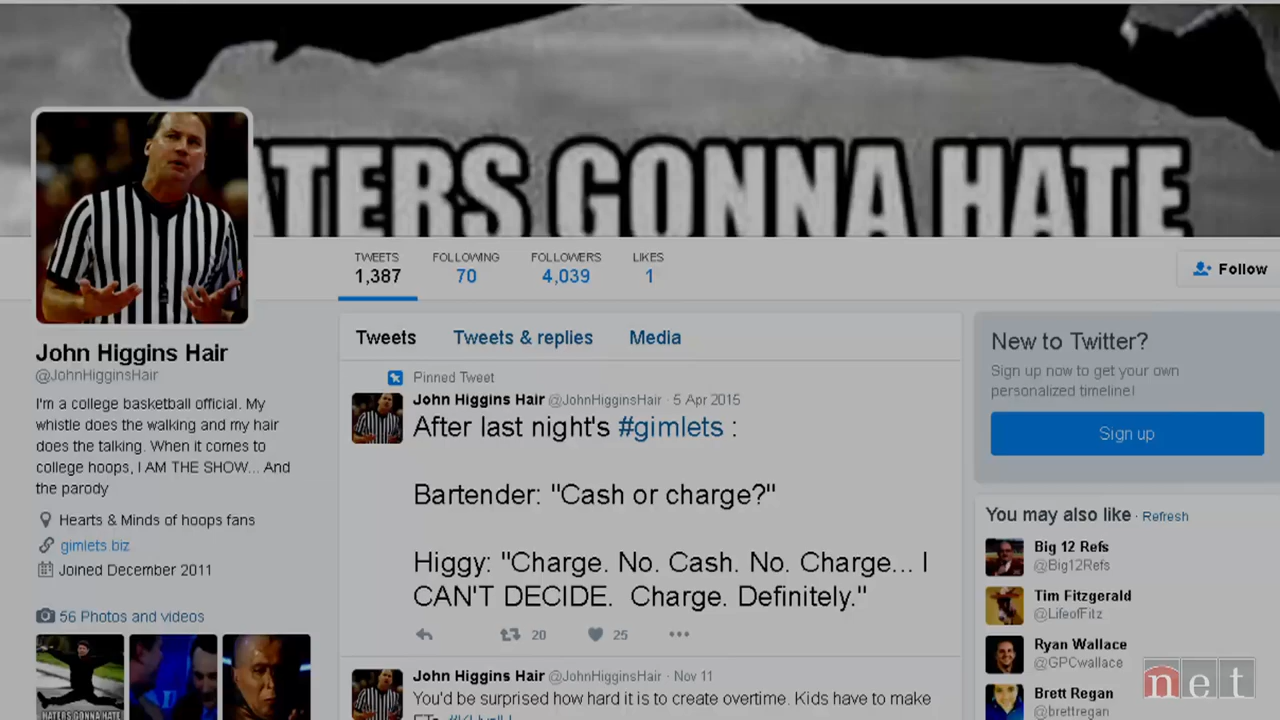 HATERS GONNA HATE
TWEETS
1,387
FOLLOWING
70
FOLLOWERS
4,039
LIKES
1
Follow
John Higgins Hair
@JohnHigginsHair
I'm a college basketball official. My
whistle does the walking and my hair
does the talking. When it comes to
college hoops, I AM THE SHOW... And
the parody
Hearts & Minds of hoops fans
gimlets.biz
Joined December 2011
56 Photos and videos
HATERS GONNA HATE
Tweets
Tweets & replies
Media
Pinned Tweet
John Higgins Hair @JohnHigginsHair · 5 Apr 2015
After last night's #gimlets :
Bartender: "Cash or charge?"
Higgy: "Charge. No. Cash. No. Charge... I
CAN'T DECIDE. Charge. Definitely."
20
25
John Higgins Hair @JohnHigginsHair · Nov 11
You'd be surprised how hard it is to create overtime. Kids have to make
New to Twitter?
Sign up now to get your own
personalized timeline!
Sign up
You may also like · Refresh
Big 12 Refs
@Big12Refs
Tim Fitzgerald
@LifeofFitz
Ryan Wallace
@GPCwallace
Brett Regan
@brettregan
net